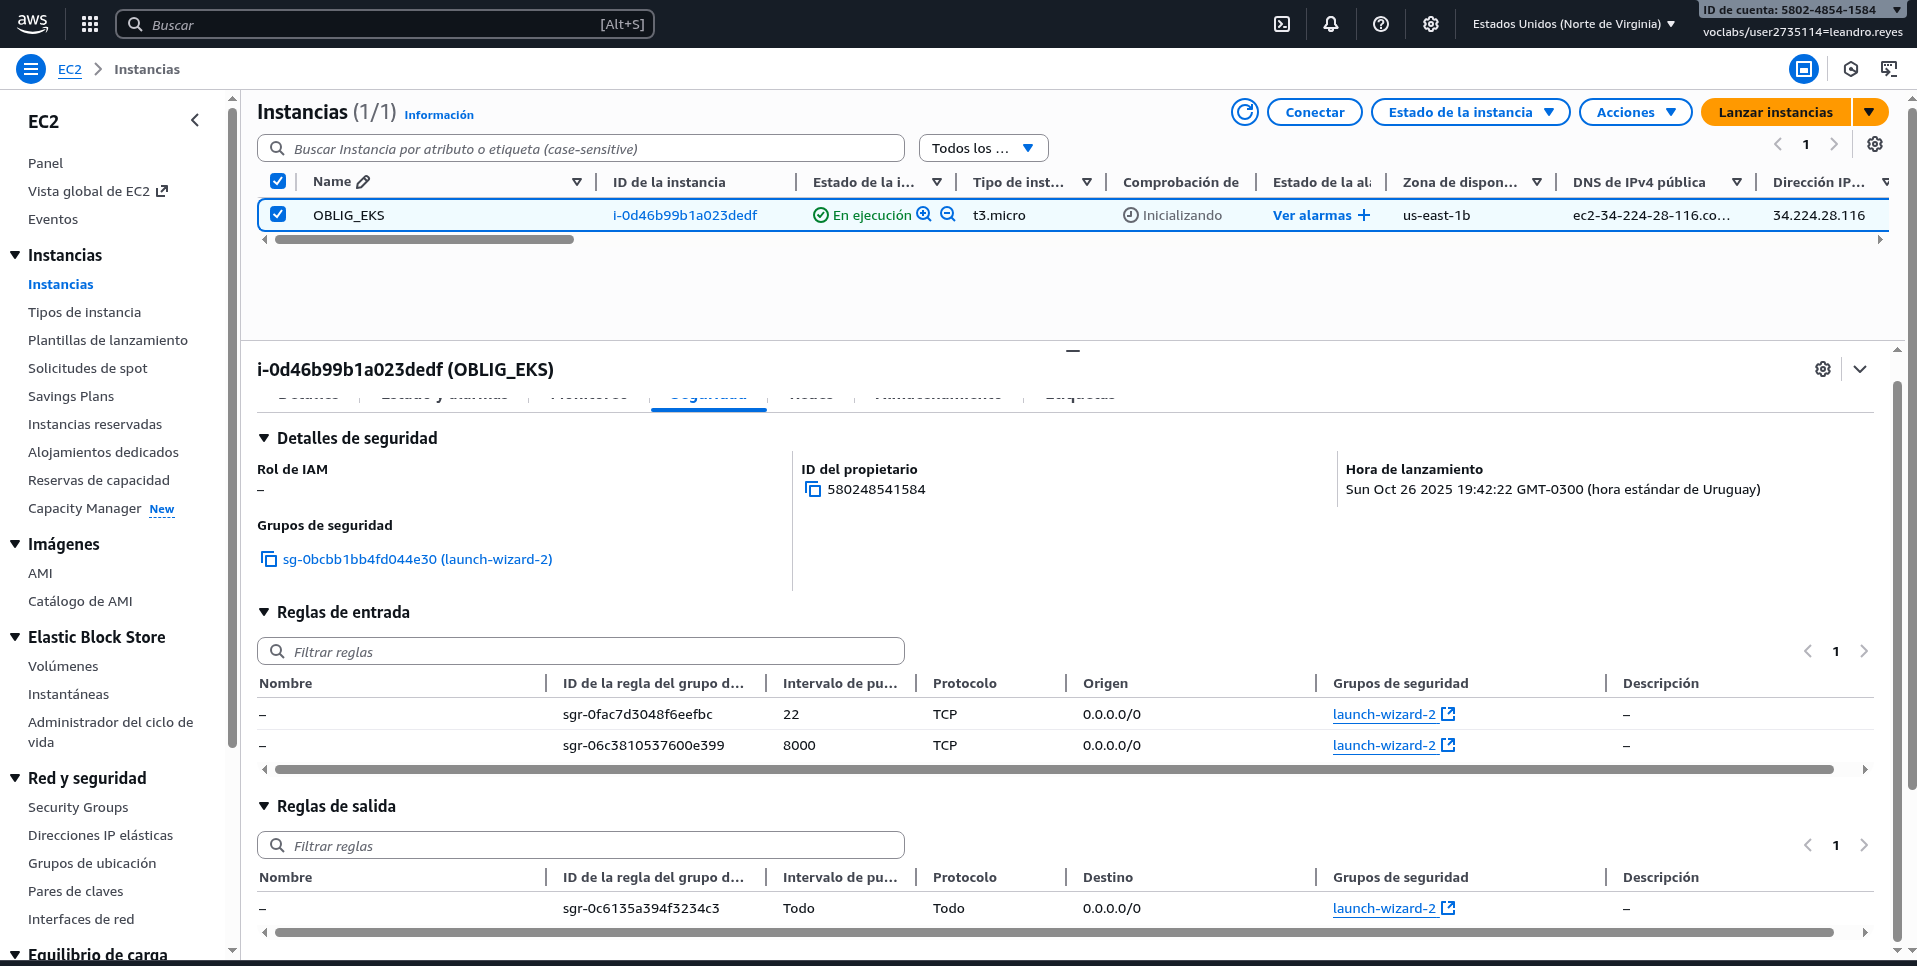 aws
Buscar [Alt+S]
Estados Unidos (Norte de Virginia)
ID de cuenta: 5802-4854-1584
voclabs/user2735114=leandro.reyes
EC2 Instancias
EC2
Panel
Vista global de EC2
Eventos
Instancias
Instancias
Tipos de instancia
Plantillas de lanzamiento
Solicitudes de spot
Savings Plans
Instancias reservadas
Alojamientos dedicados
Reservas de capacidad
Capacity Manager New
Imágenes
AMI
Catálogo de AMI
Elastic Block Store
Volúmenes
Instantáneas
Administrador del ciclo de
vida
Red y seguridad
Security Groups
Direcciones IP elásticas
Grupos de ubicación
Pares de claves
Interfaces de red
Equilibrio de carga
Instancias (1/1) Información
Conectar Estado de la instancia Acciones Lanzar instancias
Buscar Instancia por atributo o etiqueta (case-sensitive) Todos los ... 1
Name ID de la instancia Estado de la i... Tipo de inst... Comprobación de Estado de la ala Zona de dispon... DNS de IPv4 pública Dirección IP...
OBLIG_EKS i-0d46b99b1a023dedf En ejecución t3.micro Inicializando Ver alarmas + us-east-1b ec2-34-224-28-116.co... 34.224.28.116
i-0d46b99b1a023dedf (OBLIG_EKS)
Detalles Estado y alarmas Monitoreo Seguridad Redes Almacenamiento Etiquetas
Detalles de seguridad
Rol de IAM
–
ID del propietario
580248541584
Hora de lanzamiento
Sun Oct 26 2025 19:42:22 GMT-0300 (hora estándar de Uruguay)
Grupos de seguridad
sg-0bcbb1bb4fd044e30 (launch-wizard-2)
Reglas de entrada
Filtrar reglas 1
Nombre ID de la regla del grupo d... Intervalo de pu... Protocolo Origen Grupos de seguridad Descripción
– sgr-0fac7d3048f6eefbc 22 TCP 0.0.0.0/0 launch-wizard-2 –
– sgr-06c3810537600e399 8000 TCP 0.0.0.0/0 launch-wizard-2 –
Reglas de salida
Filtrar reglas 1
Nombre ID de la regla del grupo d... Intervalo de pu... Protocolo Destino Grupos de seguridad Descripción
– sgr-0c6135a394f3234c3 Todo Todo 0.0.0.0/0 launch-wizard-2 –